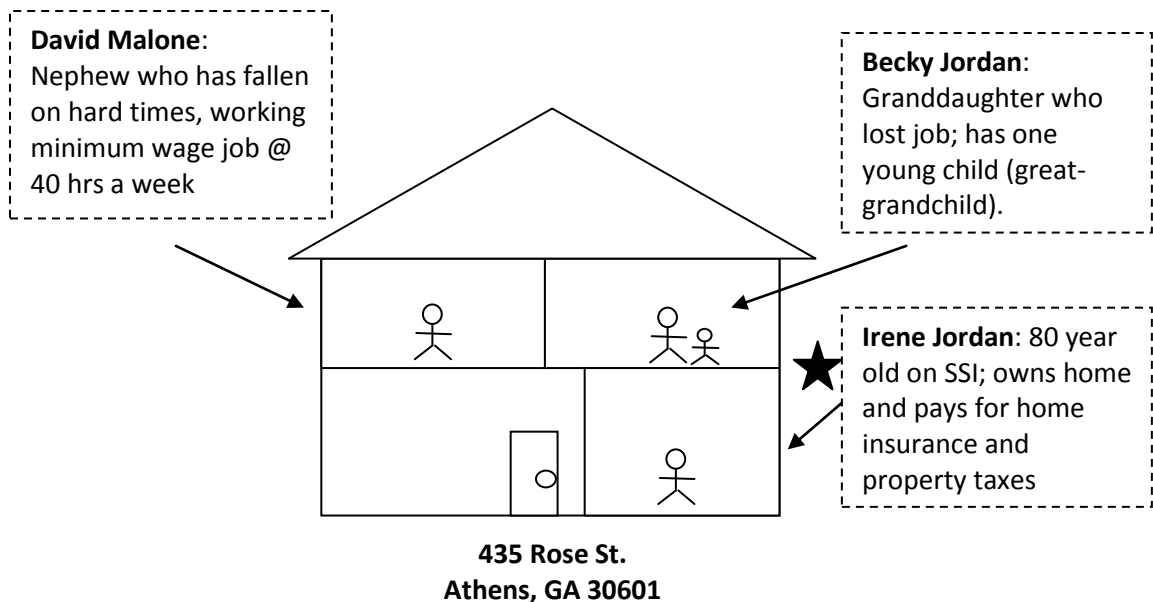 David Malone:
Nephew who has fallen
on hard times, working
minimum wage job @
40 hrs a week
Becky Jordan:
Granddaughter who
lost job; has one
young child (great-
grandchild).
Irene Jordan: 80 year
old on SSI; owns home
and pays for home
insurance and
property taxes
435 Rose St.
Athens, GA 30601